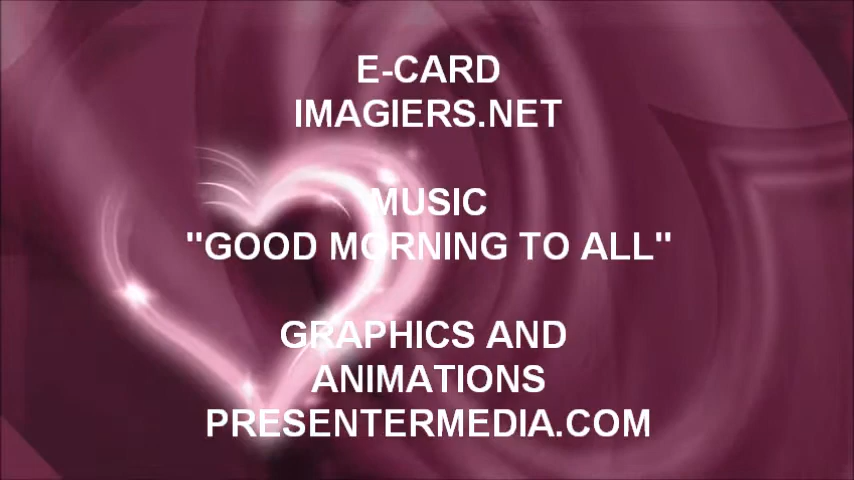 E-CARD
IMAGIERS.NET
MUSIC
"GOOD MORNING TO ALL"
GRAPHICS AND
ANIMATIONS
PRESENTERMEDIA.COM